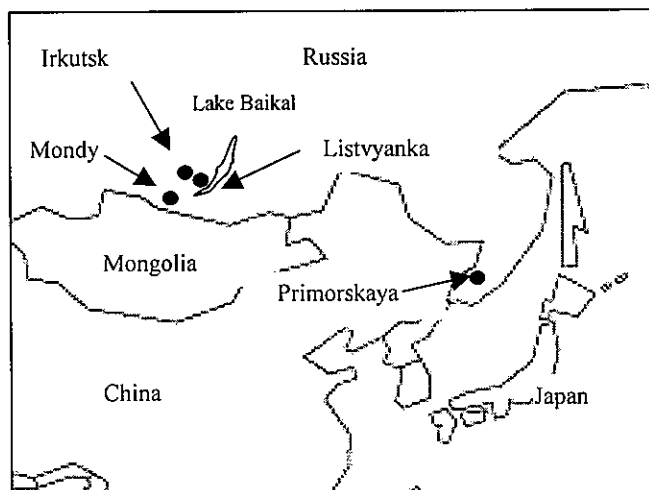 Irkutsk
Russia
Lake Baikal
Mondy
Listvyanka
Mongolia
Primorskaya
China
Japan